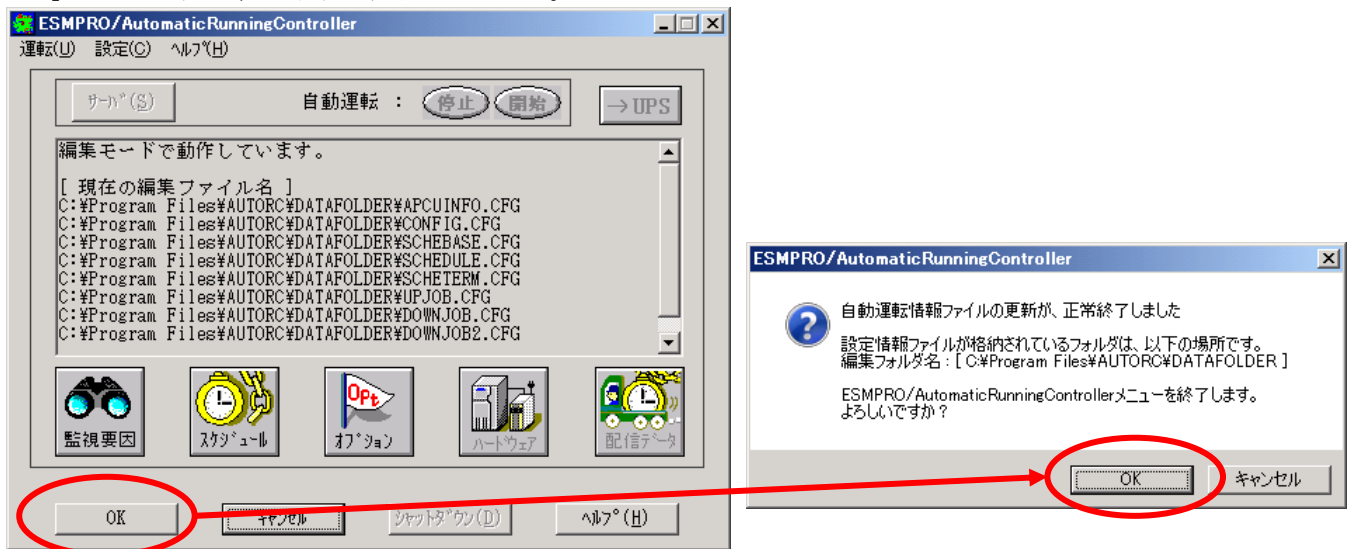 ESMPRO/AutomaticRunningController
運転(U) 設定(C) ﾍﾙﾌﾟ(H)
ｻｰﾊﾞ(S) 自動運転 : 停止 開始 →UPS
編集モードで動作しています。
[ 現在の編集ファイル名 ]
C:¥Program Files¥AUTORC¥DATAFOLDER¥APCUINFO.CFG
C:¥Program Files¥AUTORC¥DATAFOLDER¥CONFIG.CFG
C:¥Program Files¥AUTORC¥DATAFOLDER¥SCHEBASE.CFG
C:¥Program Files¥AUTORC¥DATAFOLDER¥SCHEDULE.CFG
C:¥Program Files¥AUTORC¥DATAFOLDER¥SCHETERM.CFG
C:¥Program Files¥AUTORC¥DATAFOLDER¥UPJOB.CFG
C:¥Program Files¥AUTORC¥DATAFOLDER¥DOWNJOB.CFG
C:¥Program Files¥AUTORC¥DATAFOLDER¥DOWNJOB2.CFG
Opt
監視要因 ｽｹｼﾞｭｰﾙ ｵﾌﾟｼｮﾝ ﾊｰﾄﾞｳｪｱ 配信ﾃﾞｰﾀ
OK ｷｬﾝｾﾙ ｼｬｯﾄﾀﾞｳﾝ(D) ﾍﾙﾌﾟ(H)
ESMPRO/AutomaticRunningController
自動運転情報ファイルの更新が、正常終了しました
設定情報ファイルが格納されているフォルダは、以下の場所です。
編集フォルダ名 : [ C:¥Program Files¥AUTORC¥DATAFOLDER ]
ESMPRO/AutomaticRunningControllerメニューを終了します。
よろしいですか？
OK キャンセル